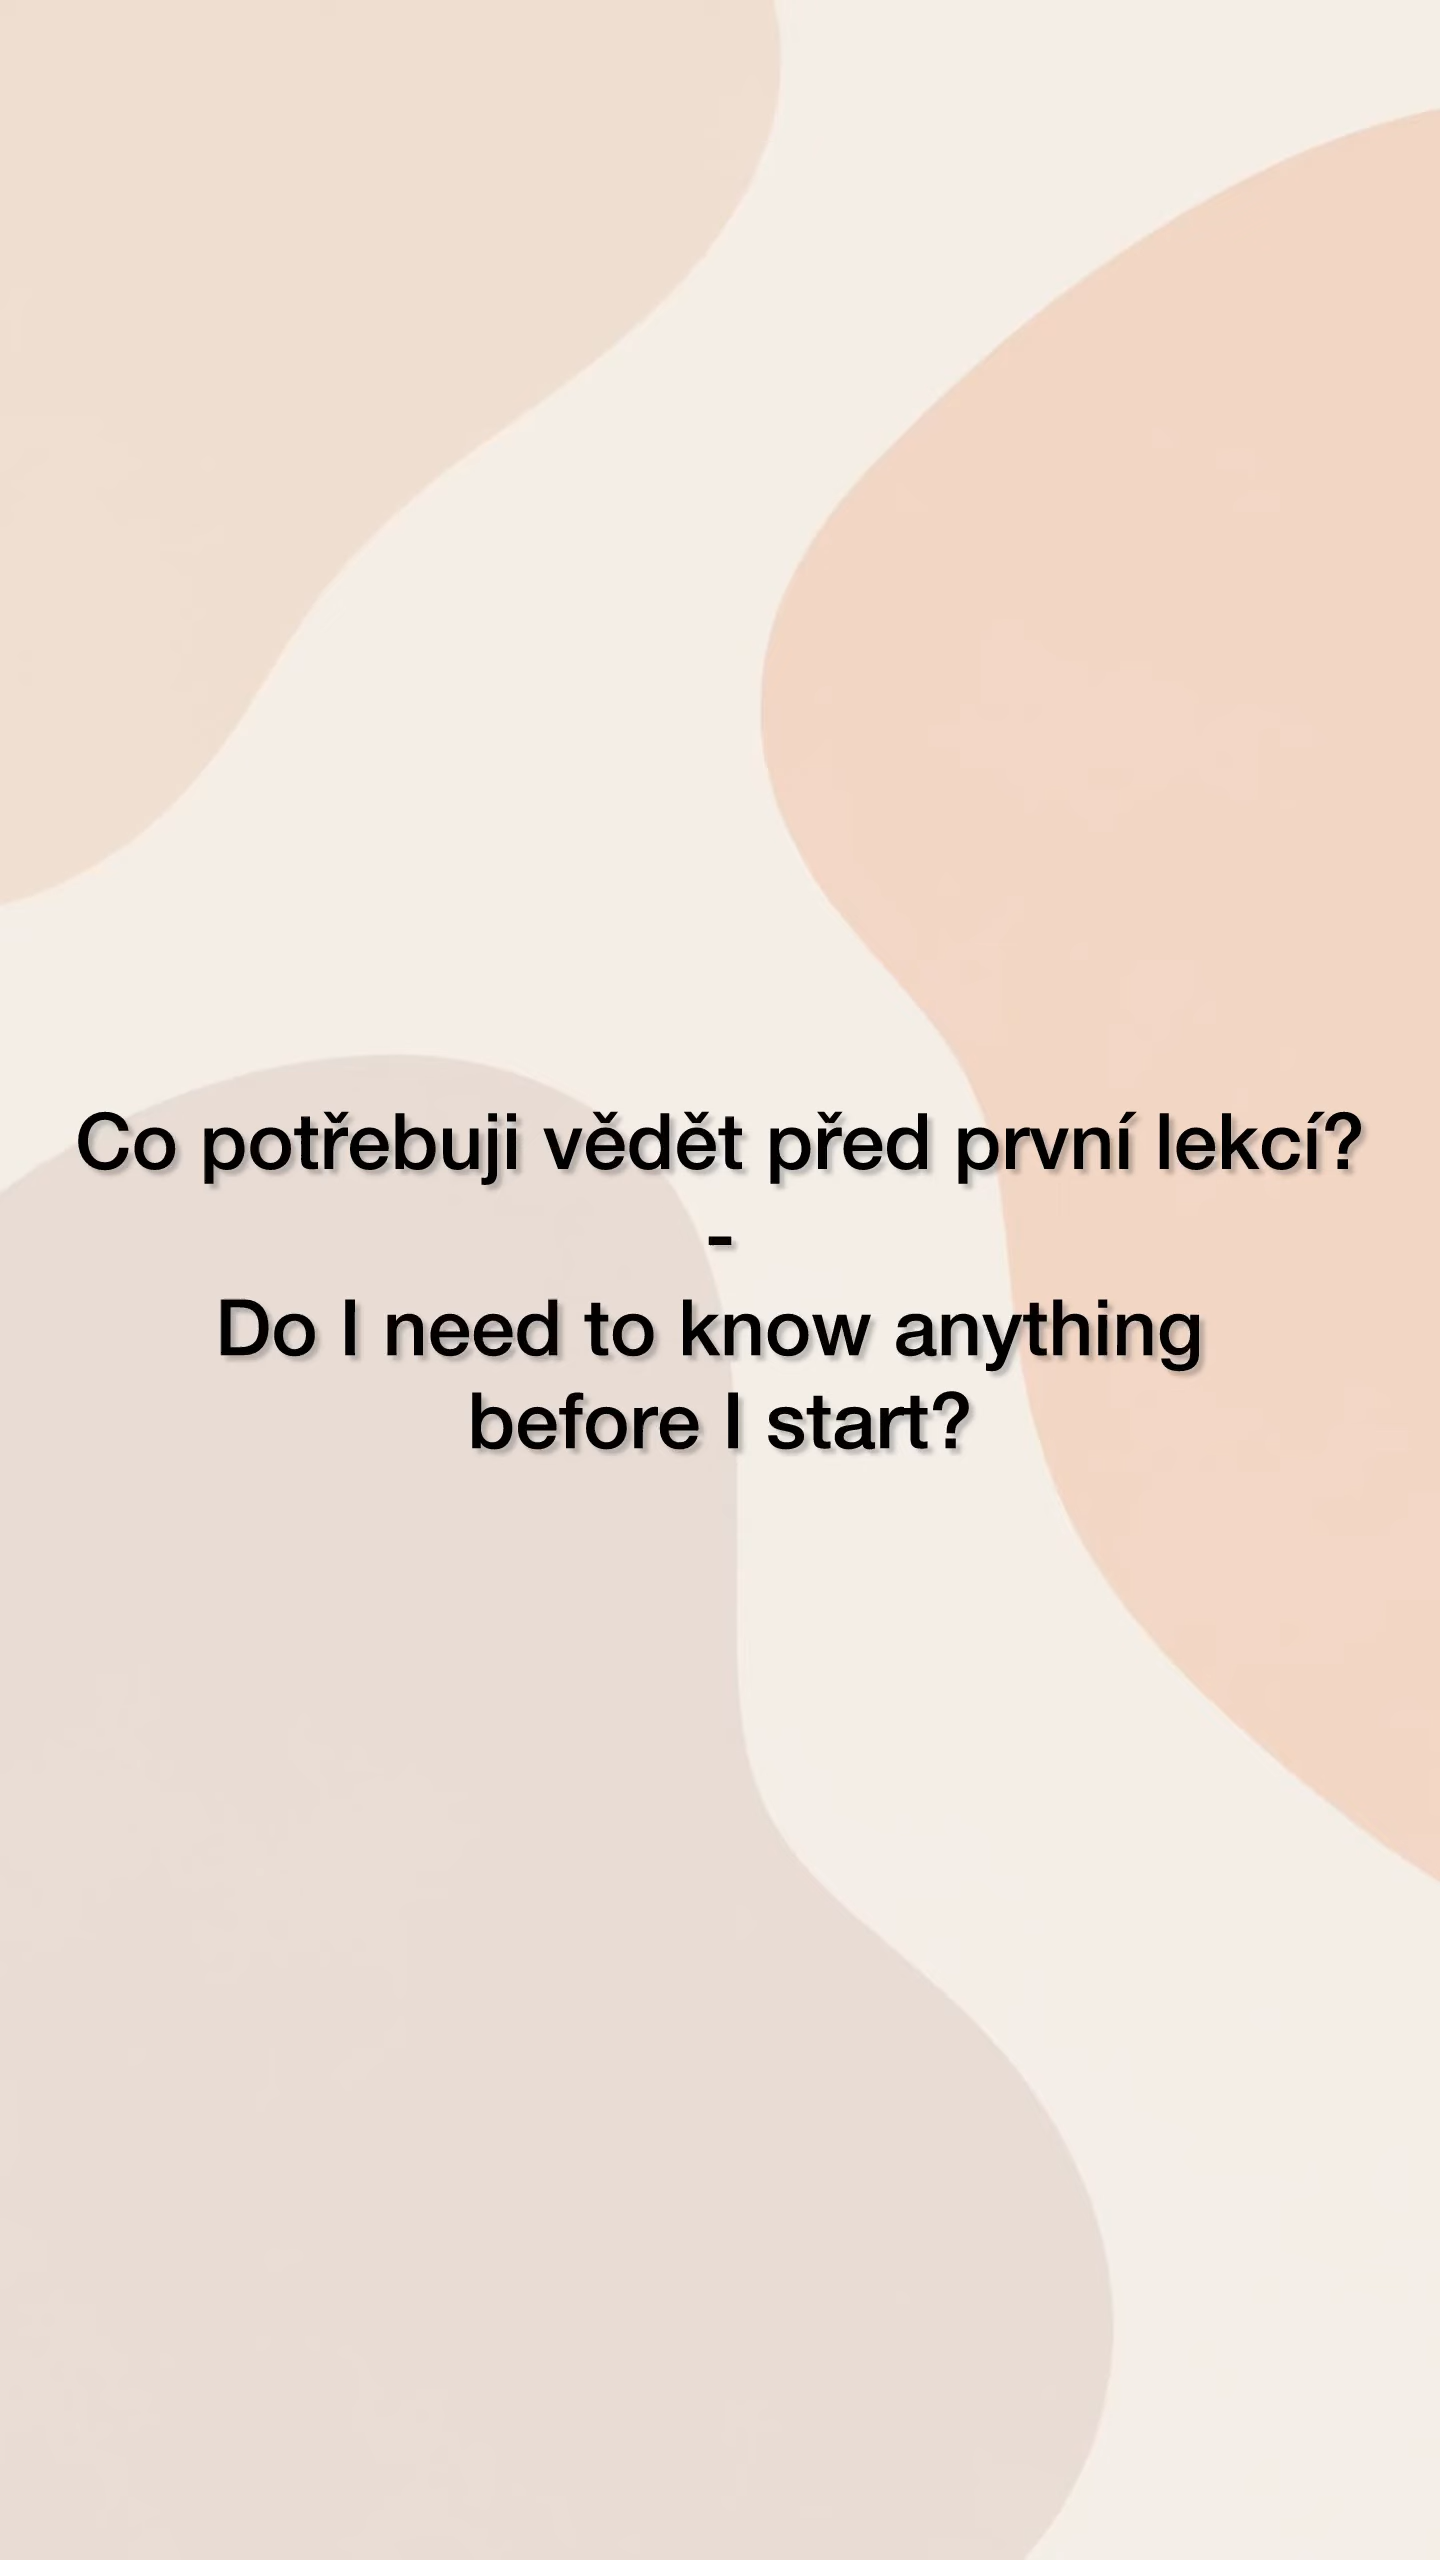 Co potřebuji vědět před první lekcí?
-
Do I need to know anything
before I start?